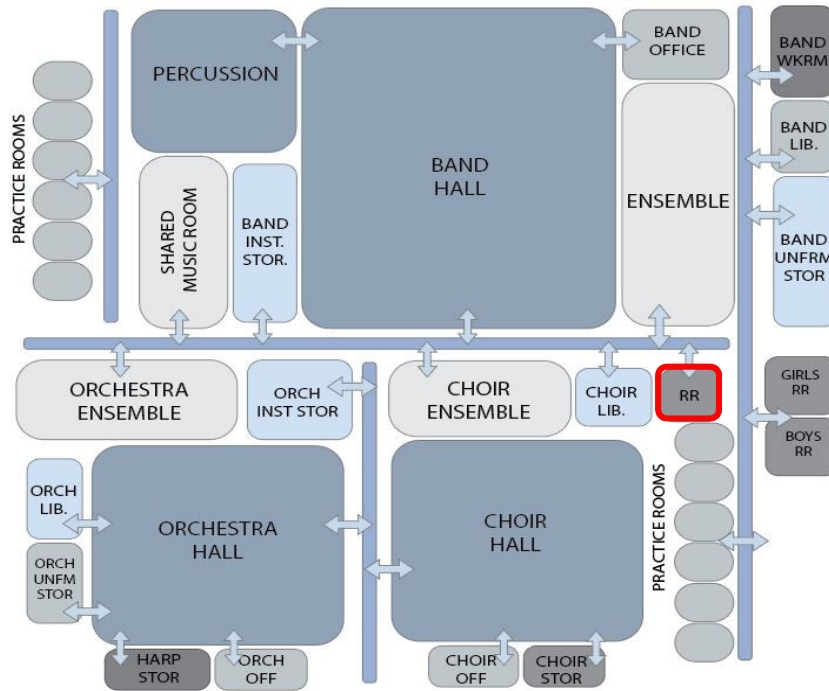 PERCUSSION
BAND
OFFICE
BAND
WKRM
PRACTICE ROOMS
BAND
HALL
BAND
LIB.
SHARED
MUSIC ROOM
BAND
INST.
STOR.
ENSEMBLE
BAND
UNFRM
STOR
ORCHESTRA
ENSEMBLE
ORCH
INST STOR
CHOIR
ENSEMBLE
CHOIR
LIB.
RR
GIRLS
RR
BOYS
RR
ORCH
LIB.
ORCHESTRA
HALL
CHOIR
HALL
PRACTICE ROOMS
ORCH
UNFM
STOR
HARP
STOR
ORCH
OFF
CHOIR
OFF
CHOIR
STOR